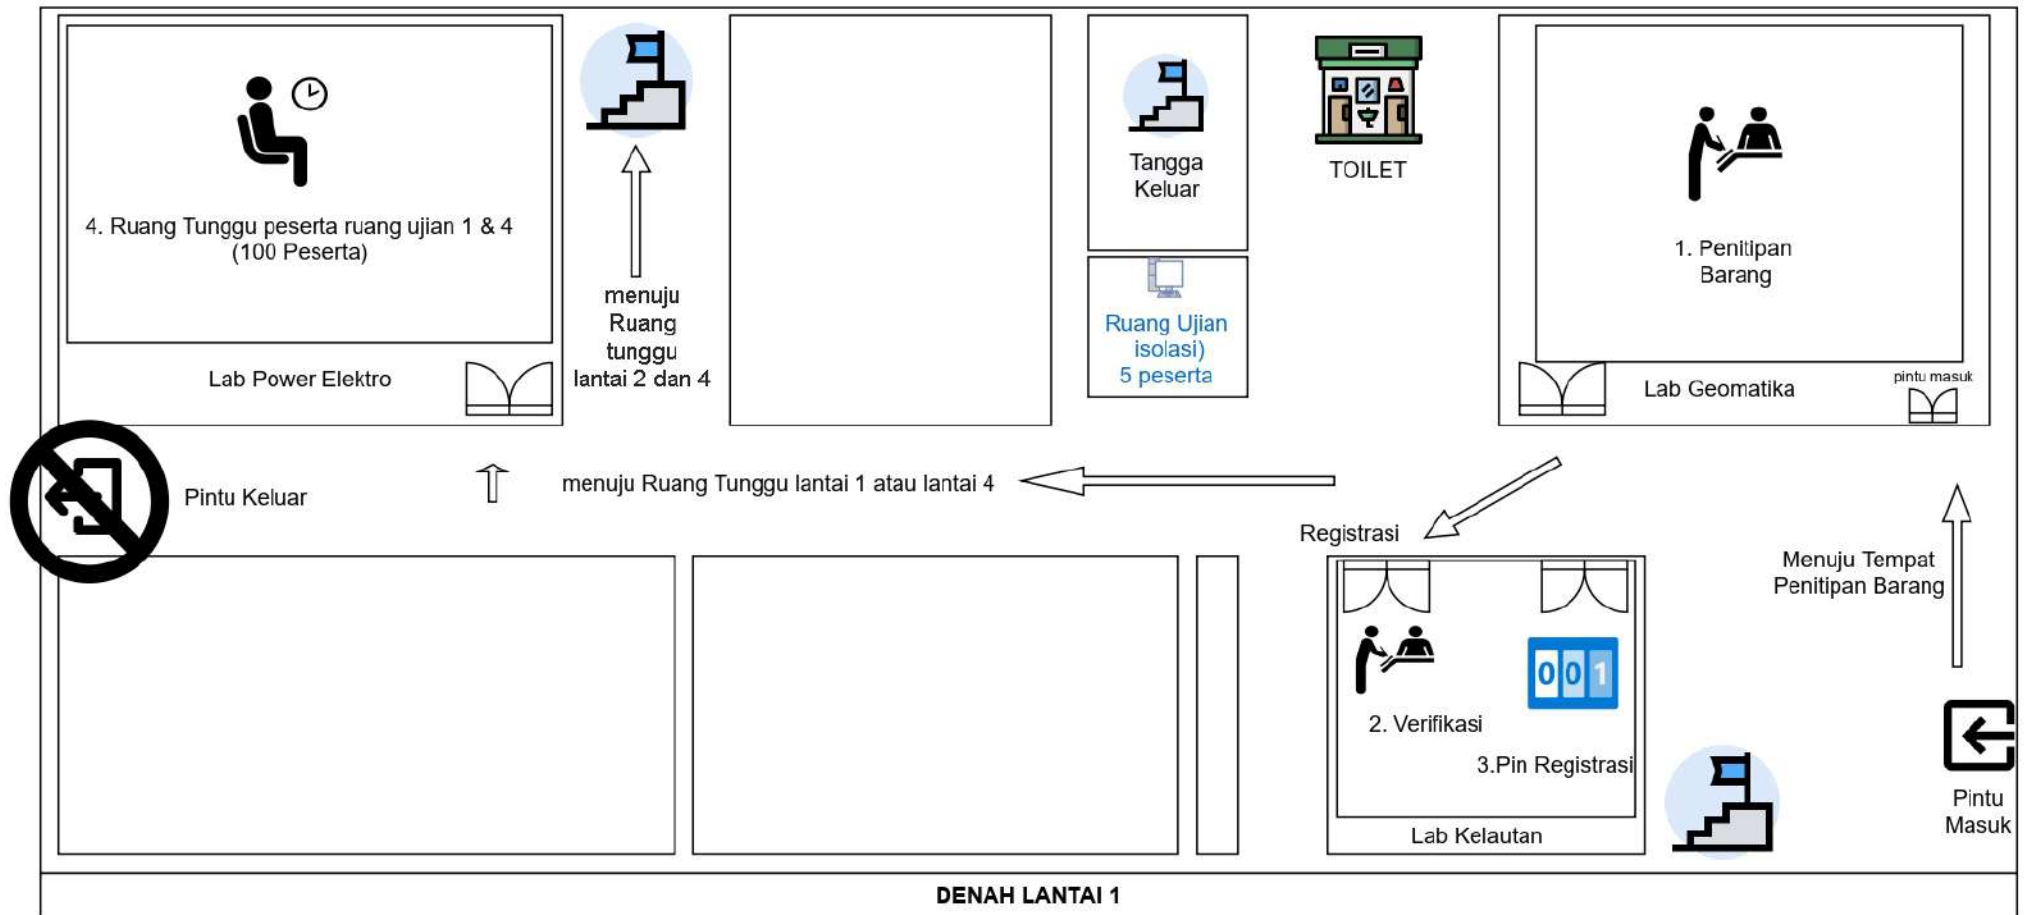 4. Ruang Tunggu peserta ruang ujian 1 & 4
(100 Peserta)
Lab Power Elektro
menuju
Ruang
tunggu
lantai 2 dan 4
Tangga
Keluar
Ruang Ujian
isolasi)
5 peserta
TOILET
1. Penitipan
Barang
Lab Geomatika
pintu masuk
Pintu Keluar
menuju Ruang Tunggu lantai 1 atau lantai 4
Registrasi
Menuju Tempat
Penitipan Barang
001
2. Verifikasi
3.Pin Registrasi
Lab Kelautan
Pintu
Masuk
DENAH LANTAI 1